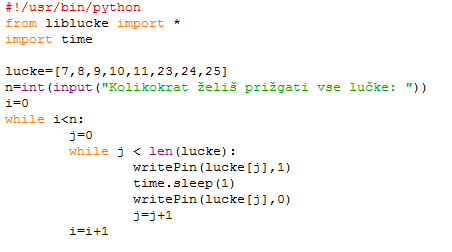 #!/usr/bin/python
from liblucke import *
import time

lucke=[7,8,9,10,11,23,24,25]
n=int(input("Kolikokrat želiš prižgati vse lučke: "))
i=0
while i<n:
        j=0
        while j < len(lucke):
                writePin(lucke[j],1)
                time.sleep(1)
                writePin(lucke[j],0)
                j=j+1
        i=i+1